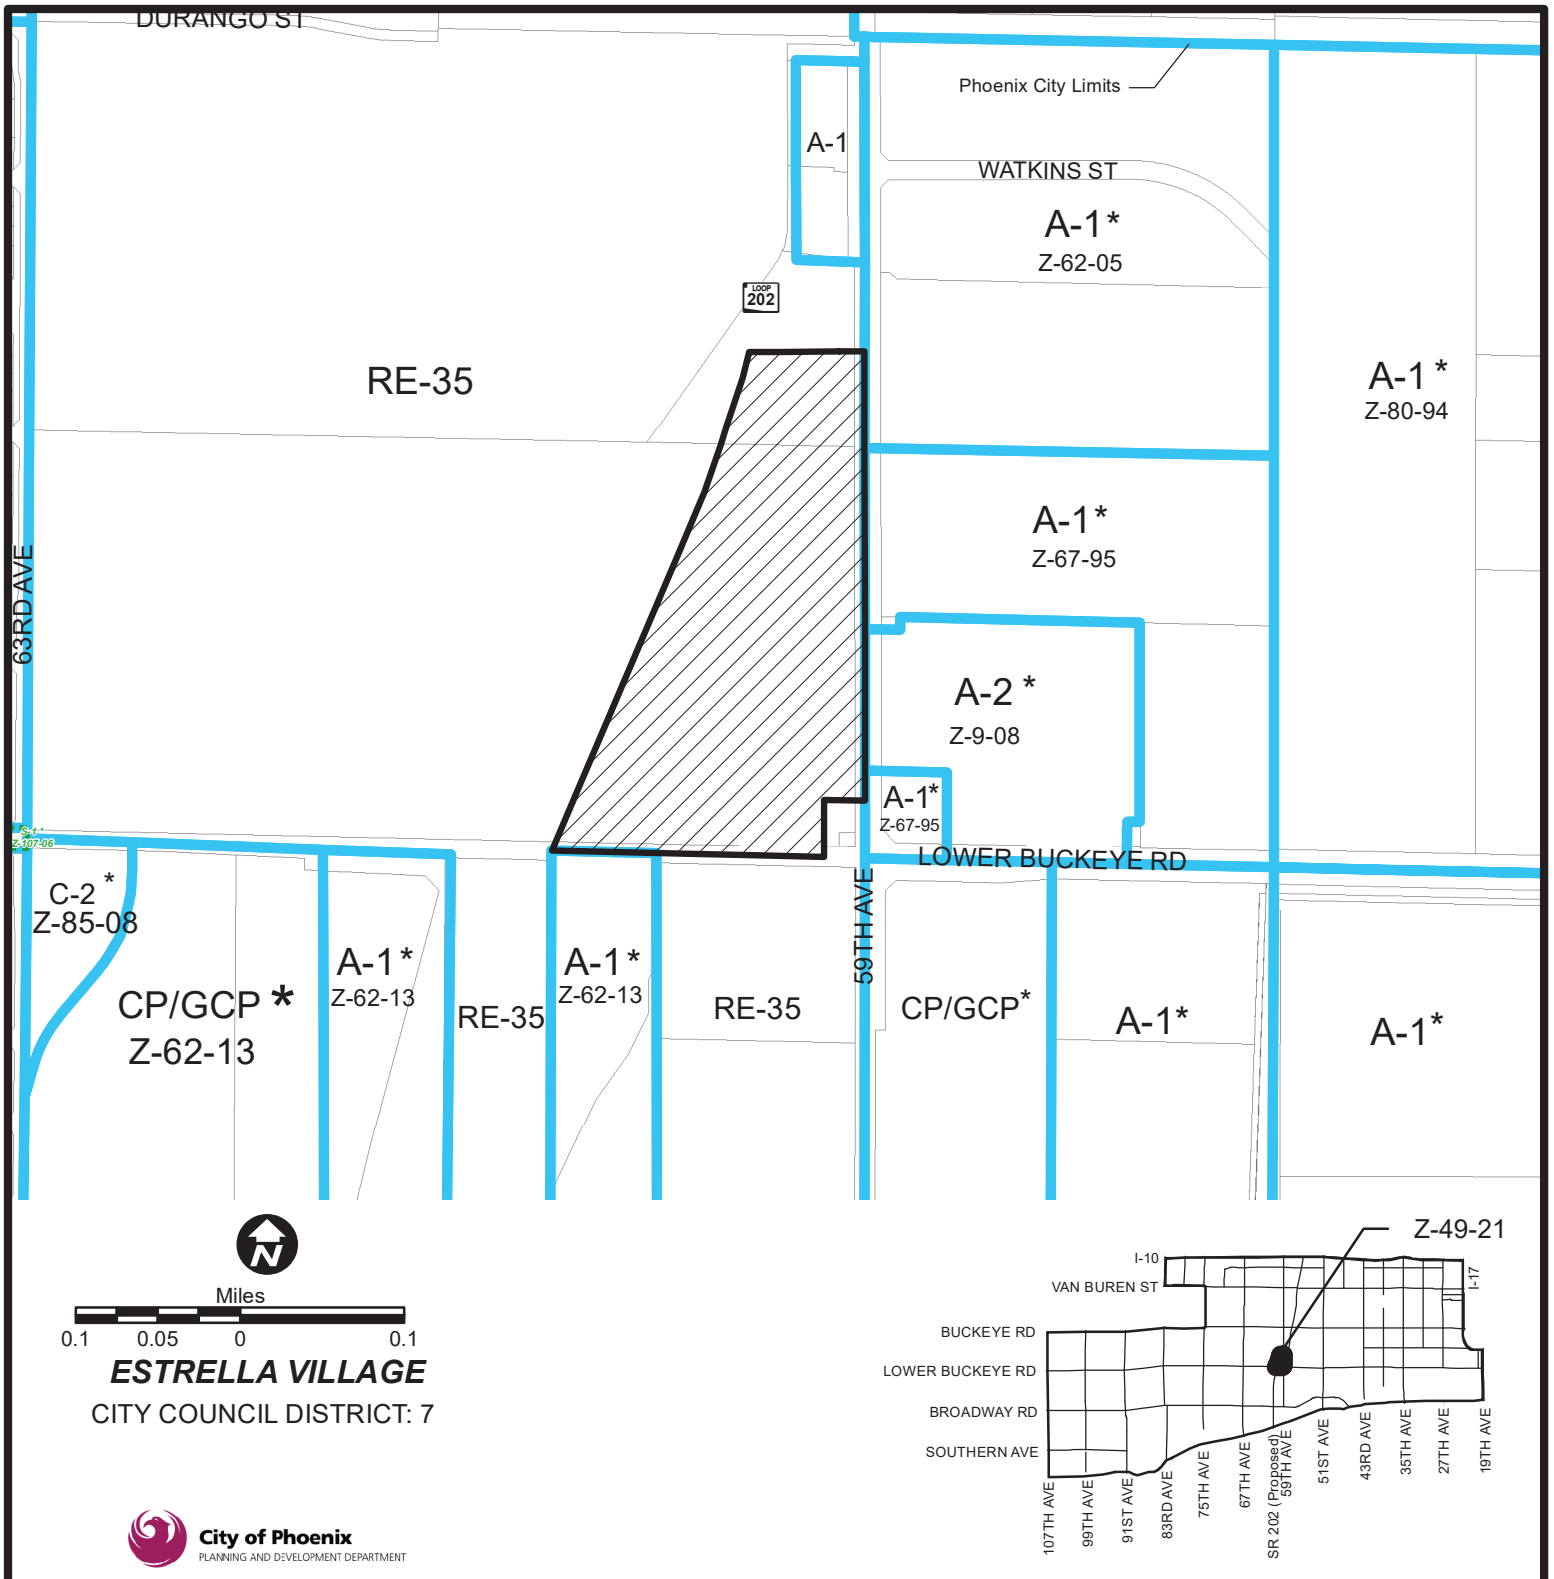 DURANGO ST
Phoenix City Limits
A-1
WATKINS ST
A-1*
Z-62-05
LOOP
202
RE-35
A-1*
Z-80-94
A-1*
Z-67-95
63RD AVE
A-2*
Z-9-08
A-1*
Z-67-95
S-1*
Z-107-06
LOWER BUCKEYE RD
59TH AVE
C-2*
Z-85-08
CP/GCP*
Z-62-13
A-1*
Z-62-13
RE-35
A-1*
Z-62-13
RE-35
CP/GCP*
A-1*
A-1*
N
Miles
0.1 0.05 0 0.1
ESTRELLA VILLAGE
CITY COUNCIL DISTRICT: 7
City of Phoenix
PLANNING AND DEVELOPMENT DEPARTMENT
Z-49-21
I-10
I-17
VAN BUREN ST
BUCKEYE RD
LOWER BUCKEYE RD
BROADWAY RD
SOUTHERN AVE
107TH AVE
99TH AVE
91ST AVE
83RD AVE
75TH AVE
67TH AVE
SR 202 (Proposed)
59TH AVE
51ST AVE
43RD AVE
35TH AVE
27TH AVE
19TH AVE